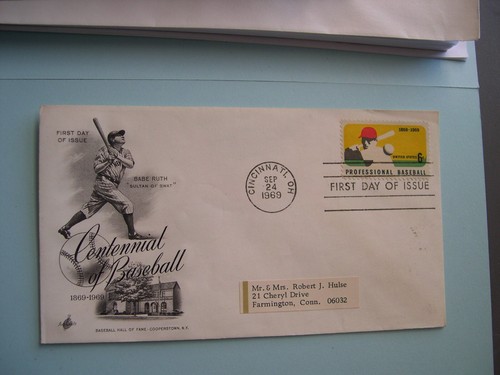 FIRST DAY
OF ISSUE
BABE RUTH
"SULTAN OF SWAT"
Centennial
of Baseball
1869-1969
BASEBALL HALL OF FAME - COOPERSTOWN, N.Y.
CINCINNATI, OH
SEP
24
1969
1869-1969
UNITED STATES 6c
PROFESSIONAL BASEBALL
FIRST DAY OF ISSUE
Mr. & Mrs. Robert J. Hulse
21 Cheryl Drive
Farmington, Conn. 06032